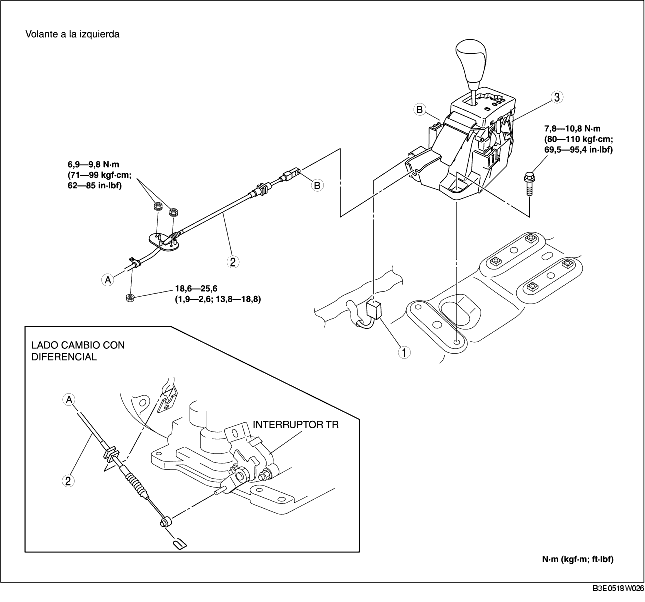 Volante a la izquierda
B
3
7,8—10,8 N·m
(80—110 kgf·cm;
69,5—95,4 in·lbf)
6,9—9,8 N·m
(71—99 kgf·cm;
62—85 in·lbf)
B
2
A
18,6—25,6
(1,9—2,6; 13,8—18,8)
1
LADO CAMBIO CON
DIFERENCIAL
A
INTERRUPTOR TR
2
N·m (kgf·m; ft·lbf)
B3E0518W026